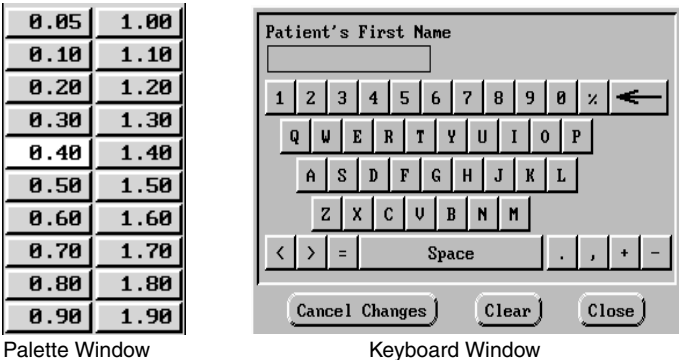 0.05 1.00
0.10 1.10
0.20 1.20
0.30 1.30
0.40 1.40
0.50 1.50
0.60 1.60
0.70 1.70
0.80 1.80
0.90 1.90
Palette Window
Patient's First Name
1 2 3 4 5 6 7 8 9 0 %
Q W E R T Y U I O P
A S D F G H J K L
Z X C V B N M
< > = Space . , + -
Cancel Changes Clear Close
Keyboard Window